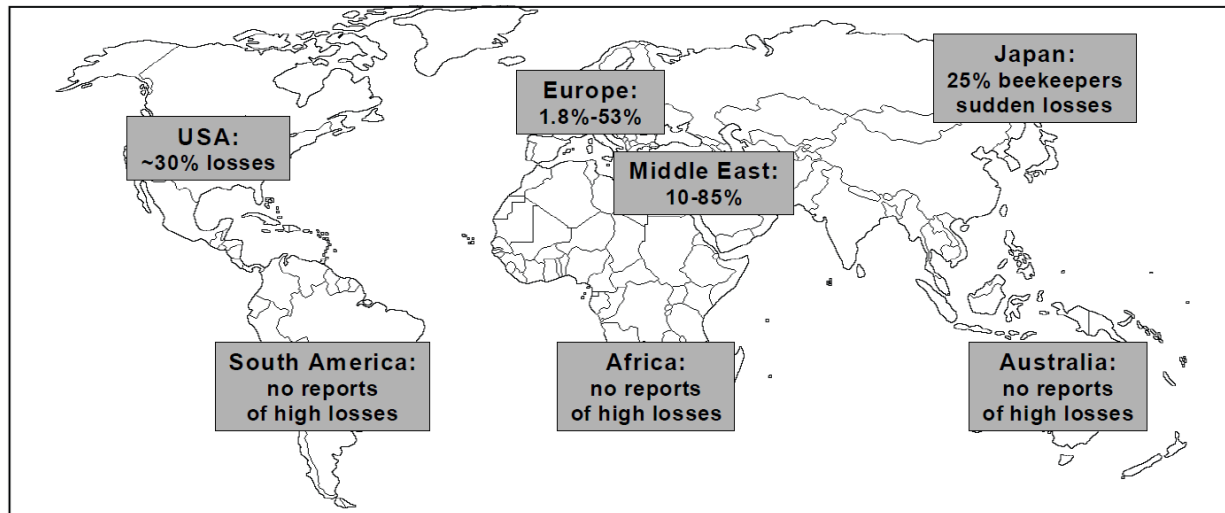 Japan:
25% beekeepers
sudden losses
Europe:
1.8%-53%
USA:
~30% losses
Middle East:
10-85%
South America:
no reports
of high losses
Africa:
no reports
of high losses
Australia:
no reports
of high losses